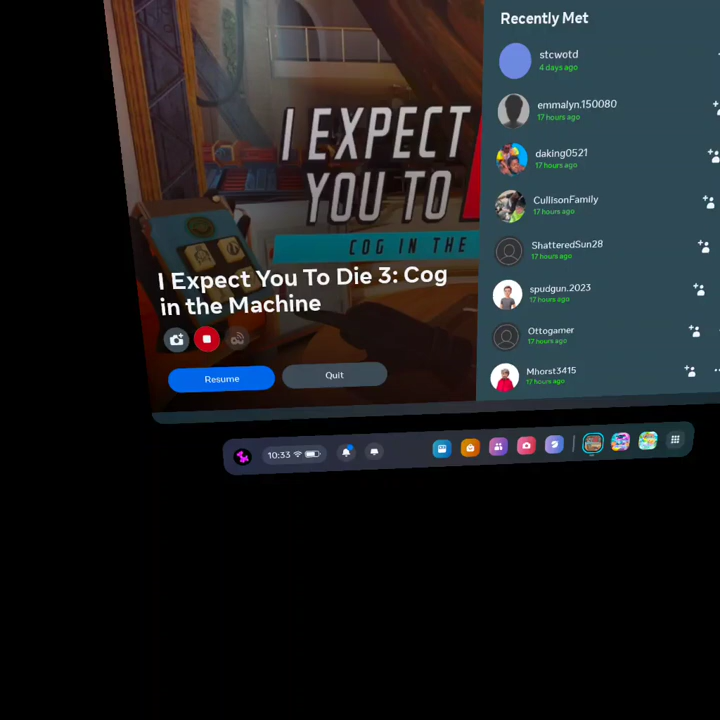 Recently Met
stcwotd
4 days ago
emmalyn.150080
17 hours ago
daking0521
17 hours ago
CullisonFamily
17 hours ago
ShatteredSun28
17 hours ago
spudgun.2023
17 hours ago
Ottogamer
17 hours ago
Mhorst3415
17 hours ago
I EXPECT
YOU TO
COG IN THE
I Expect You To Die 3: Cog
in the Machine
Resume
Quit
10:33